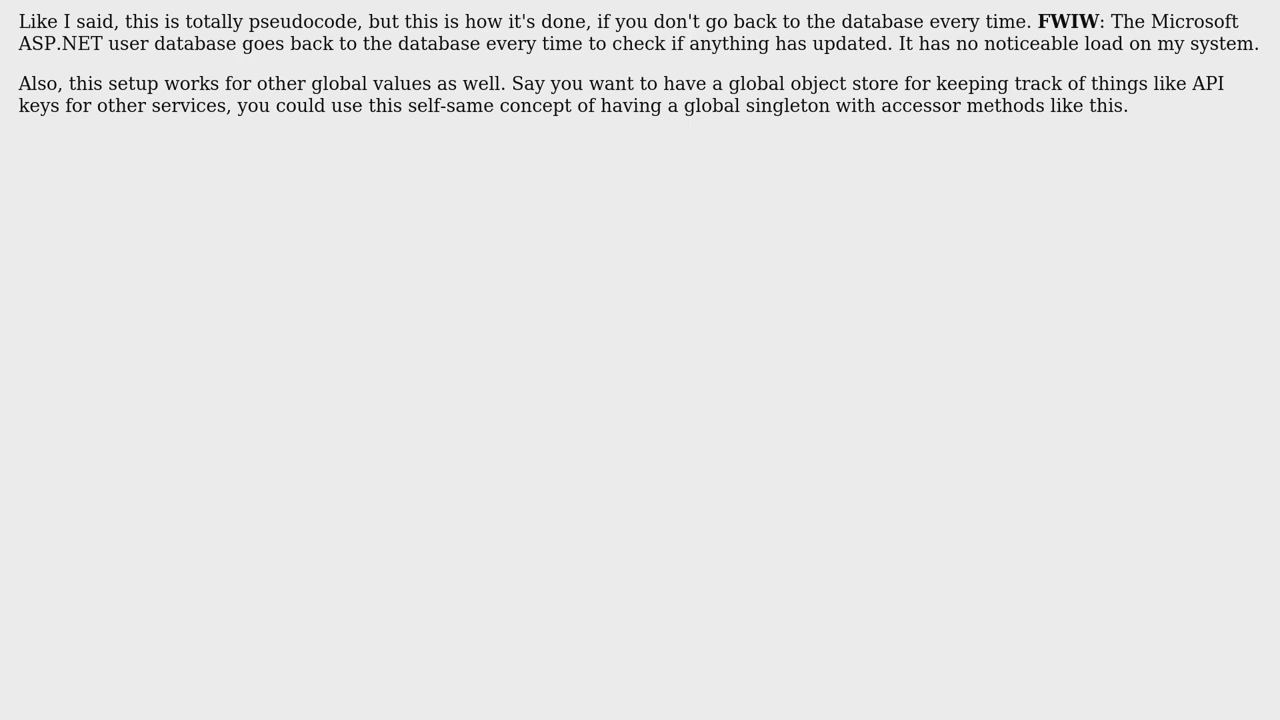 Like I said, this is totally pseudocode, but this is how it's done, if you don't go back to the database every time. FWIW: The Microsoft
ASP.NET user database goes back to the database every time to check if anything has updated. It has no noticeable load on my system.
Also, this setup works for other global values as well. Say you want to have a global object store for keeping track of things like API
keys for other services, you could use this self-same concept of having a global singleton with accessor methods like this.